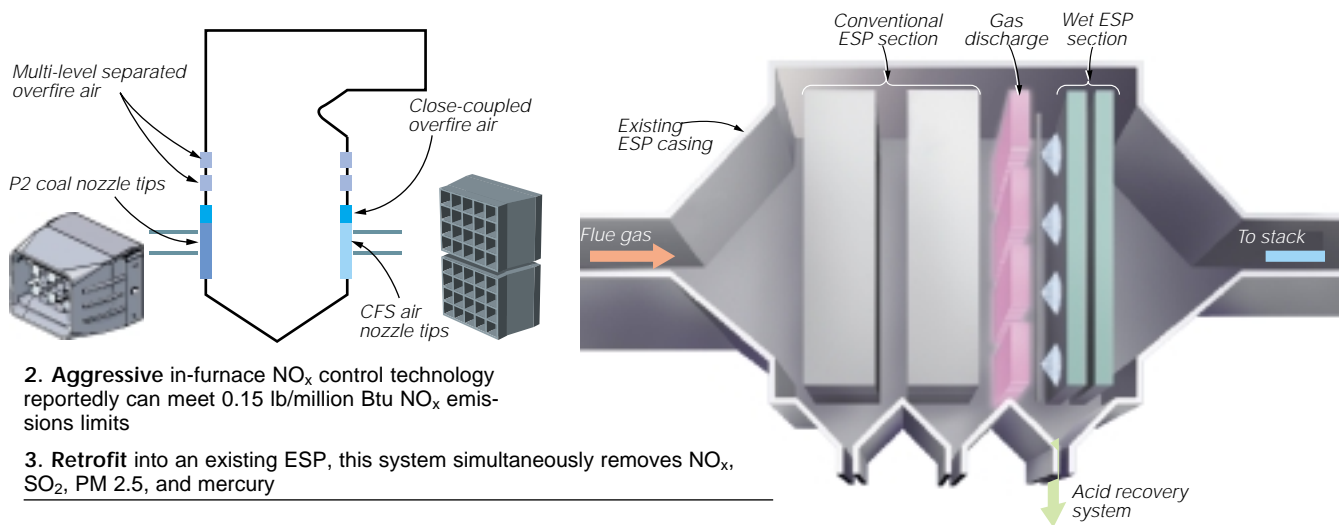 Multi-level separated
overfire air
Close-coupled
overfire air
P2 coal nozzle tips
CFS air
nozzle tips
2. Aggressive in-furnace NOx control technology
reportedly can meet 0.15 lb/million Btu NOx emis-
sions limits
3. Retrofit into an existing ESP, this system simultaneously removes NOx,
SO2, PM 2.5, and mercury
Conventional
ESP section
Gas
discharge
Wet ESP
section
Existing
ESP casing
Flue gas
To stack
Acid recovery
system